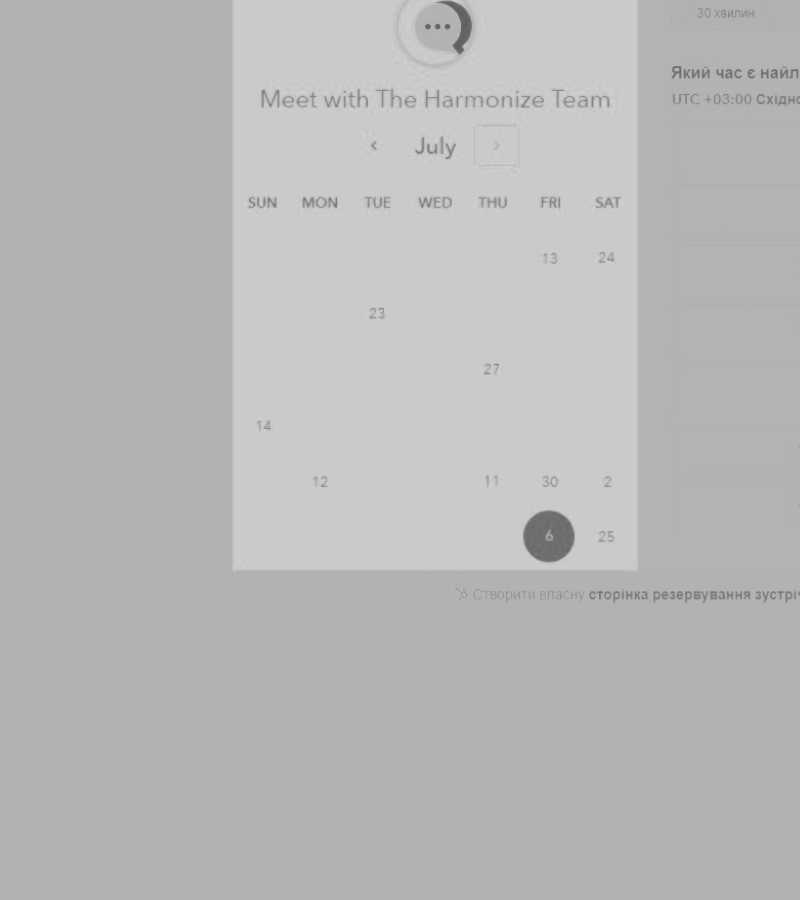 30 хвилин
Meet with The Harmonize Team
Який час є найл
UTC +03:00 Східно
July
SUN MON TUE WED THU FRI SAT
13 24
23
27
14
12 11 30 2
6 25
Створити власну сторінка резервування зустріч